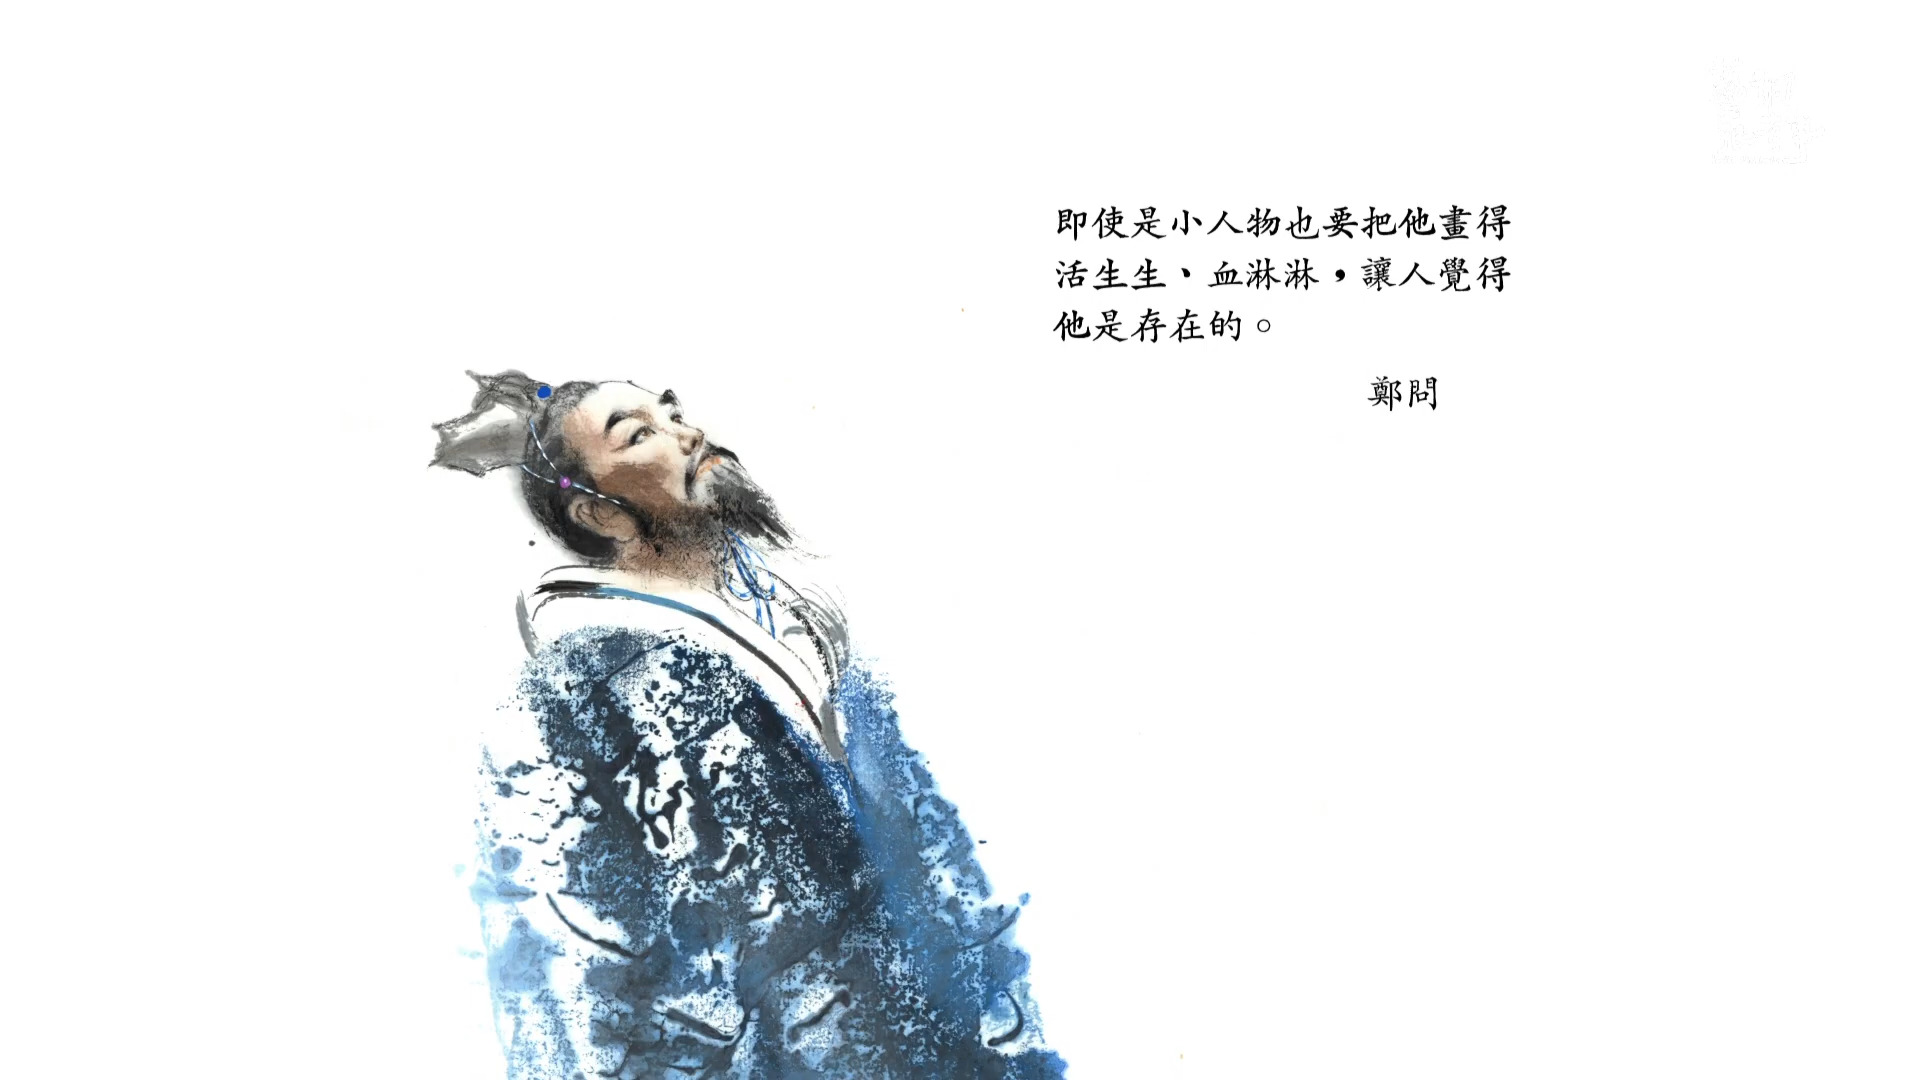 即使是小人物也要把他畫得
活生生、血淋淋，讓人覺得
他是存在的。
鄭問